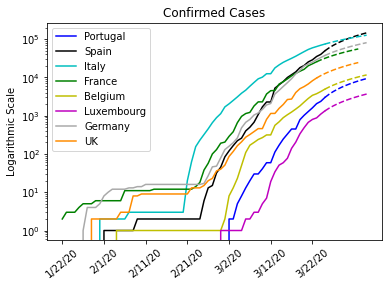 Confirmed Cases
Logarithmic Scale
10⁵
10⁴
10³
10²
10¹
10⁰
Portugal
Spain
Italy
France
Belgium
Luxembourg
Germany
UK
1/22/20
2/1/20
2/11/20
2/21/20
3/2/20
3/12/20
3/22/20